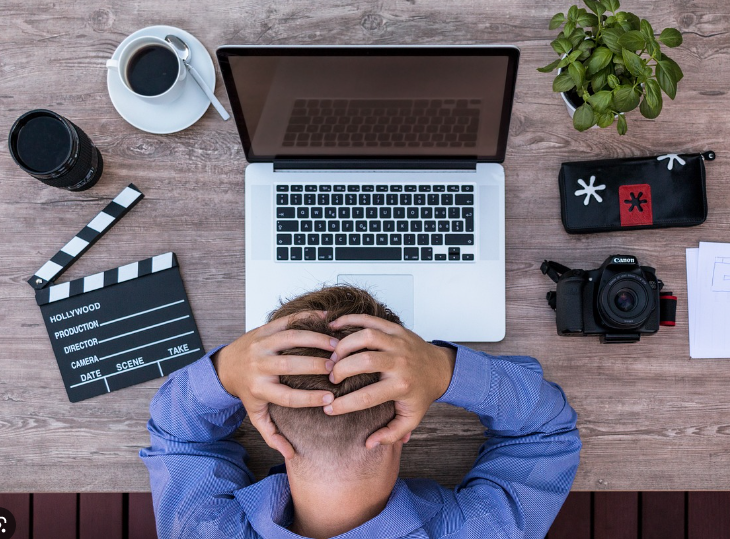 HOLLYWOOD
PRODUCTION
DIRECTOR
CAMERA
DATE SCENE TAKE
Canon